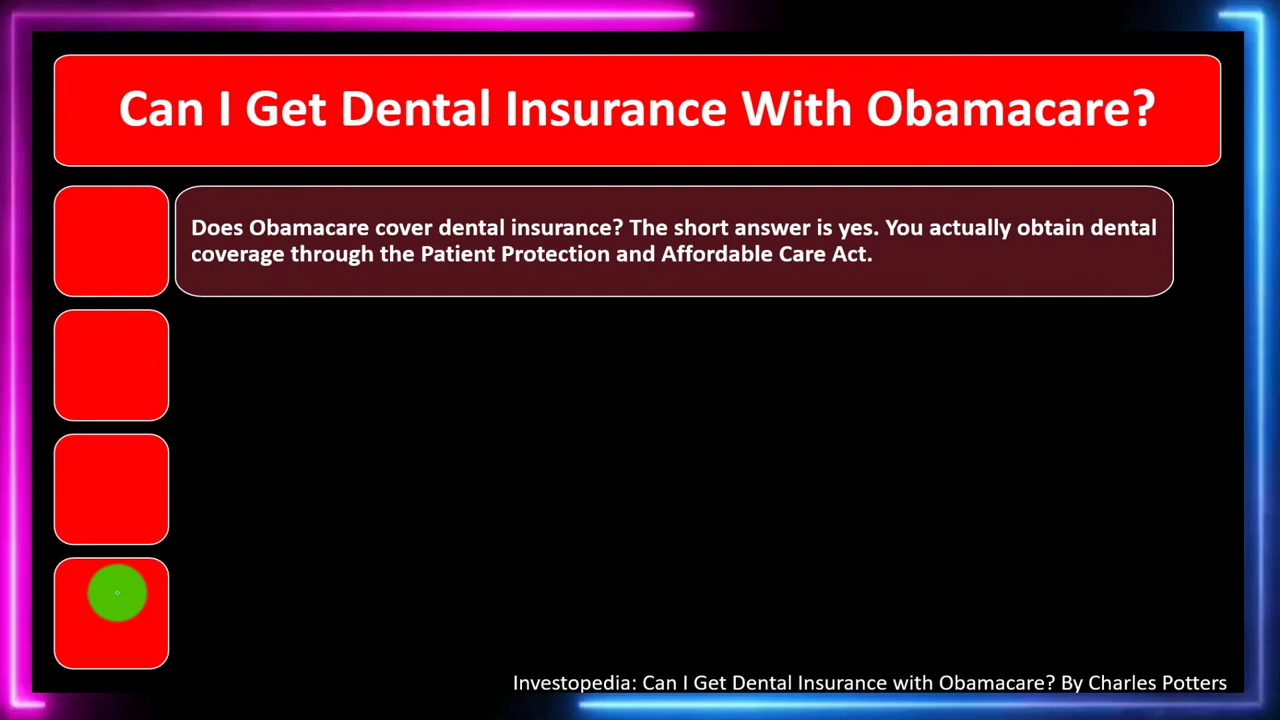 Can I Get Dental Insurance With Obamacare?
Does Obamacare cover dental insurance? The short answer is yes. You actually obtain dental
coverage through the Patient Protection and Affordable Care Act.
Investopedia: Can I Get Dental Insurance with Obamacare? By Charles Potters